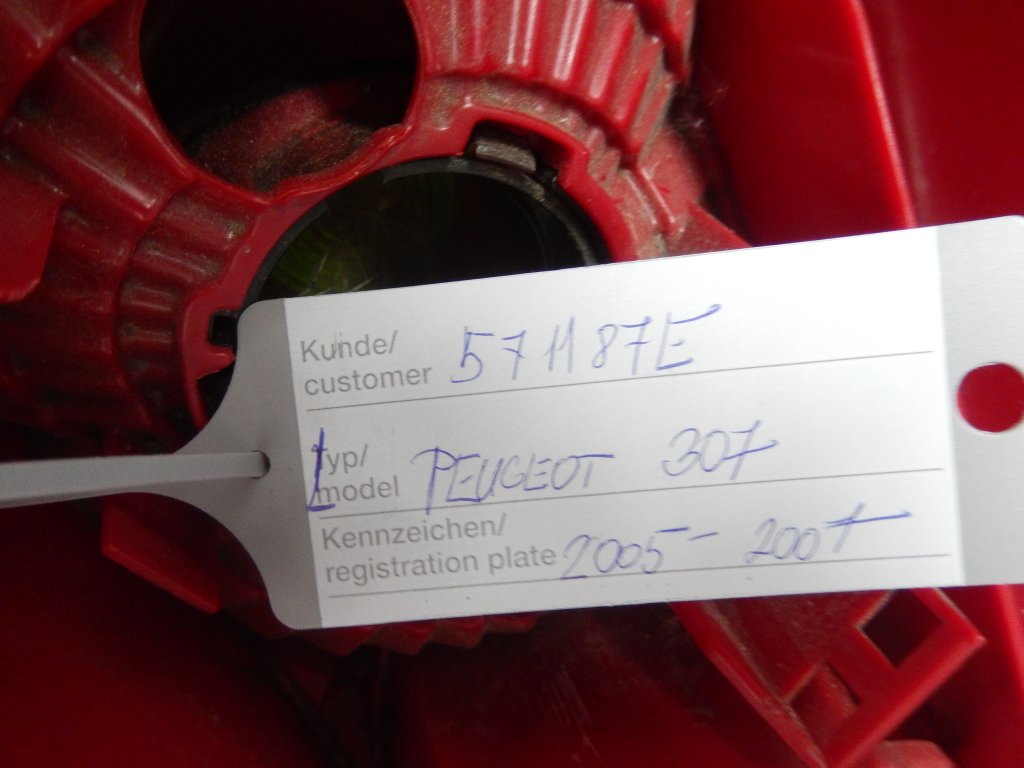 Kunde/
customer 571187E
typ/
model PEUGEOT 307
Kennzeichen/
registration plate 2005- 2007